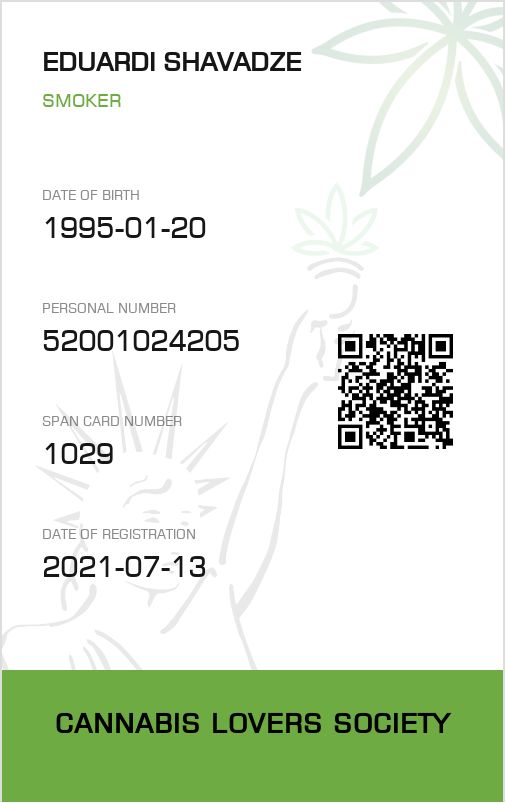 EDUARDI SHAVADZE
SMOKER
DATE OF BIRTH
1995-01-20
PERSONAL NUMBER
52001024205
SPAN CARD NUMBER
1029
DATE OF REGISTRATION
2021-07-13
CANNABIS LOVERS SOCIETY